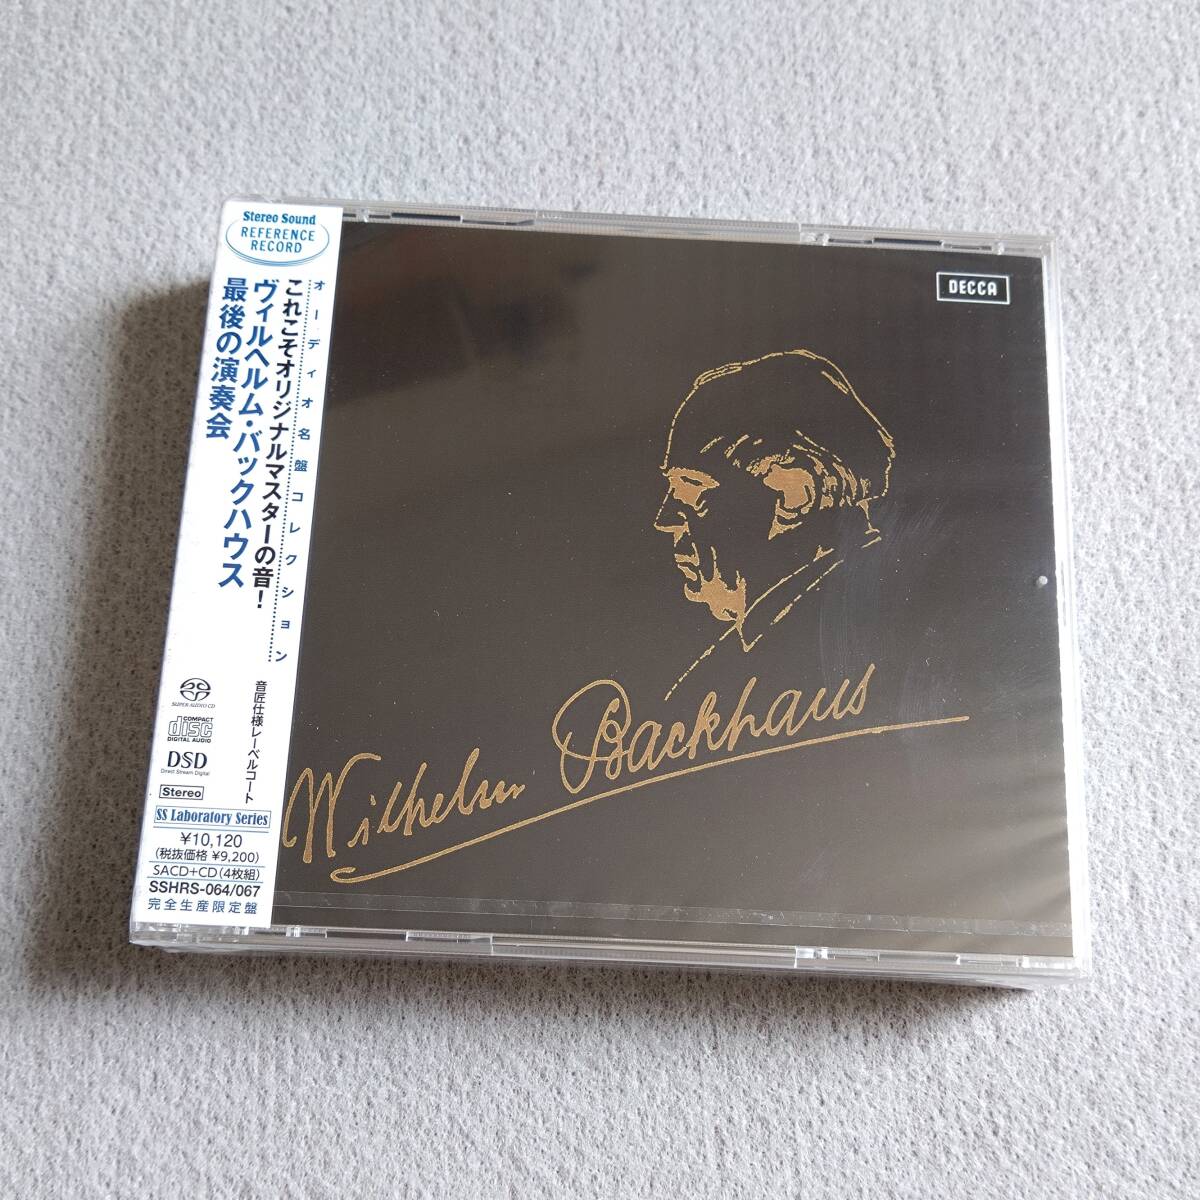 Stereo Sound
REFERENCE
RECORD
オーディオ名盤コレクション
これこそオリジナルマスターの音!
ヴィルヘルム・バックハウス
最後の演奏会
音匠仕様レーベルコート
SUPER AUDIO CD
COMPACT
disc
DIGITAL AUDIO
DSD
Direct Stream Digital
Stereo
SS Laboratory Series
¥10,120
(税抜価格 ¥9,200)
SACD+CD(4枚組)
SSHRS-064/067
完全生産限定盤
DECCA
Wilhelm Backhaus